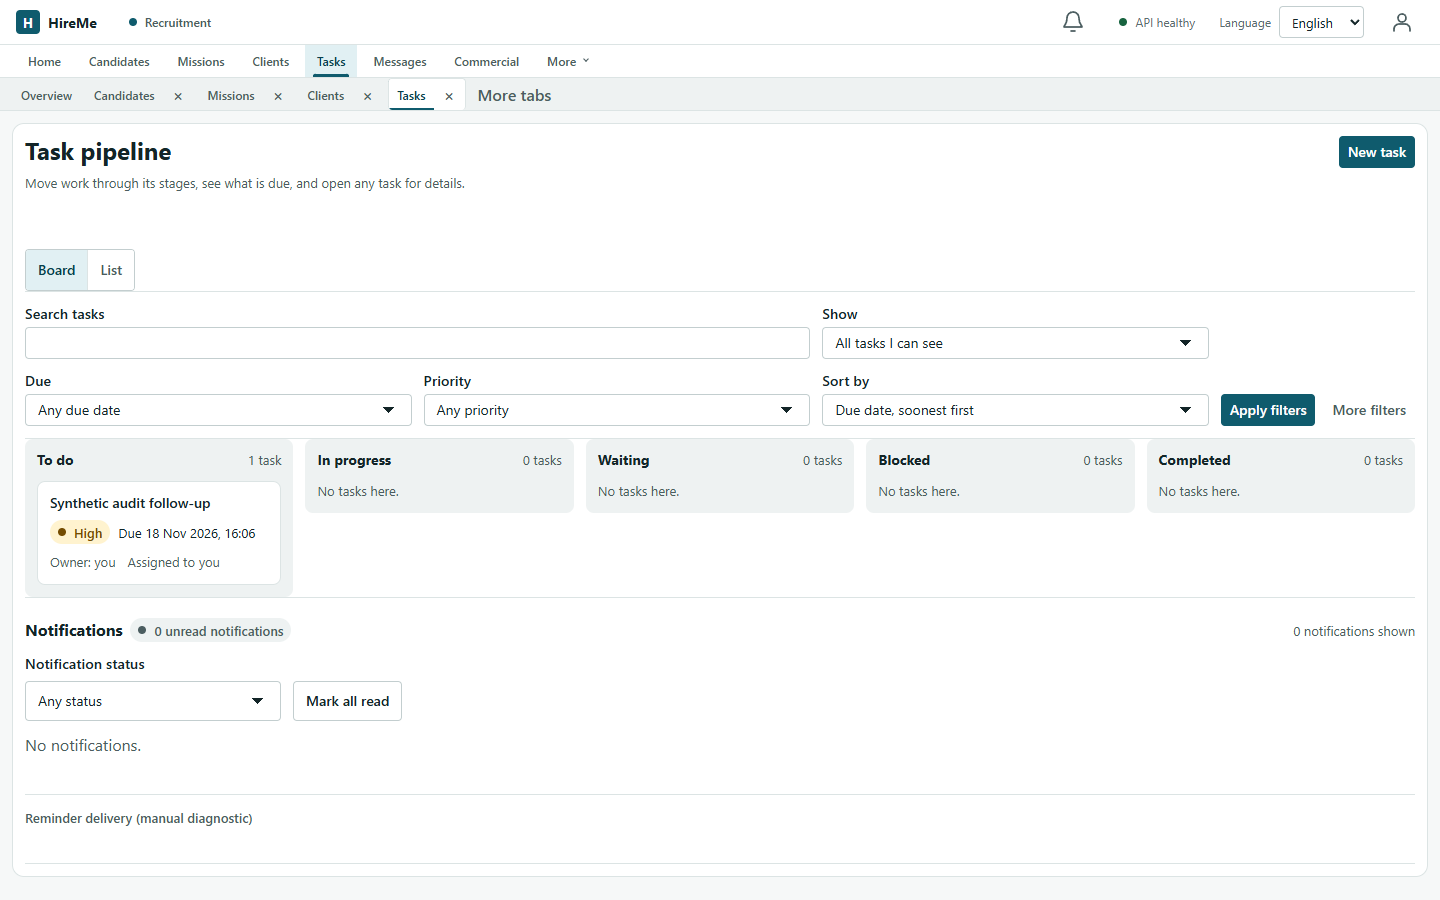 H HireMe Recruitment API healthy Language English
Home Candidates Missions Clients Tasks Messages Commercial More
Overview Candidates × Missions × Clients × Tasks × More tabs
Task pipeline New task
Move work through its stages, see what is due, and open any task for details.
Board List
Search tasks Show
All tasks I can see
Due Priority Sort by
Any due date Any priority Due date, soonest first Apply filters More filters
To do 1 task In progress 0 tasks Waiting 0 tasks Blocked 0 tasks Completed 0 tasks
No tasks here. No tasks here. No tasks here. No tasks here.
Synthetic audit follow-up
High Due 18 Nov 2026, 16:06
Owner: you Assigned to you
Notifications 0 unread notifications 0 notifications shown
Notification status
Any status Mark all read
No notifications.
Reminder delivery (manual diagnostic)